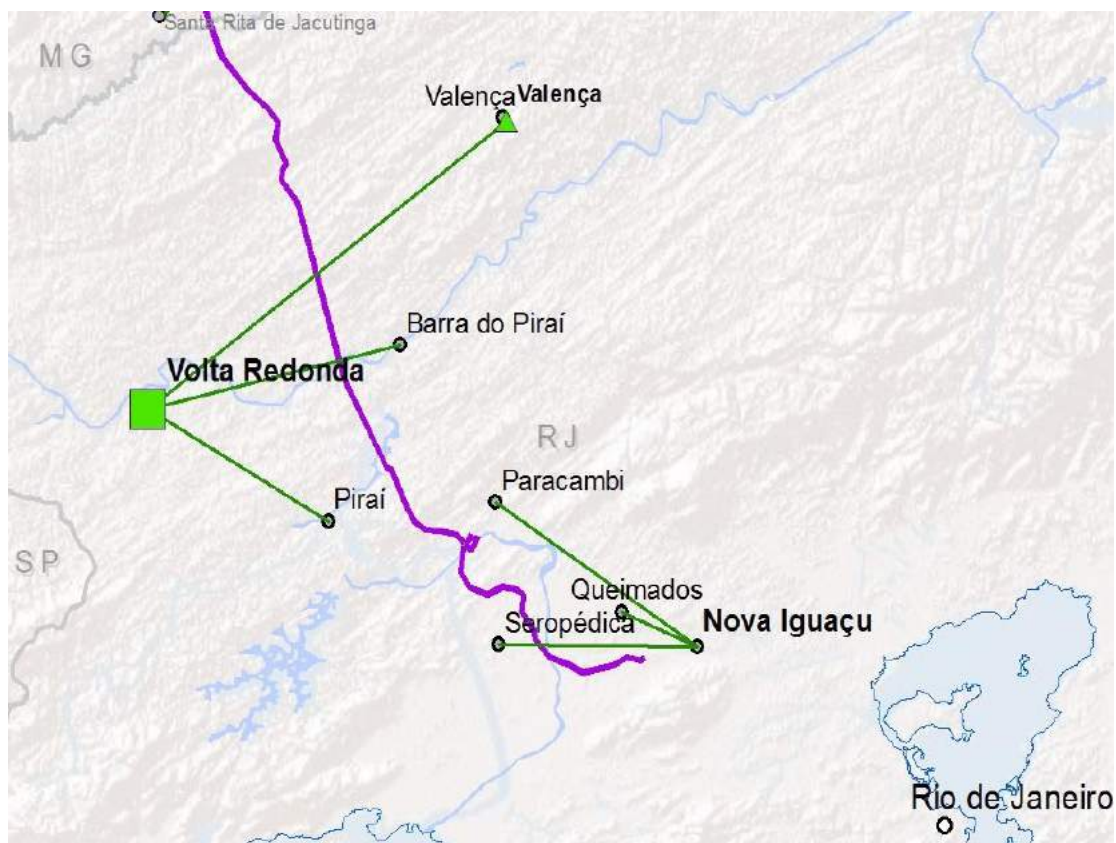 Santa Rita de Jacutinga
MG
Valença Valença
Barra do Piraí
Volta Redonda
RJ
Paracambi
Piraí
SP
Queimados
Seropédica
Nova Iguaçu
Rio de Janeiro